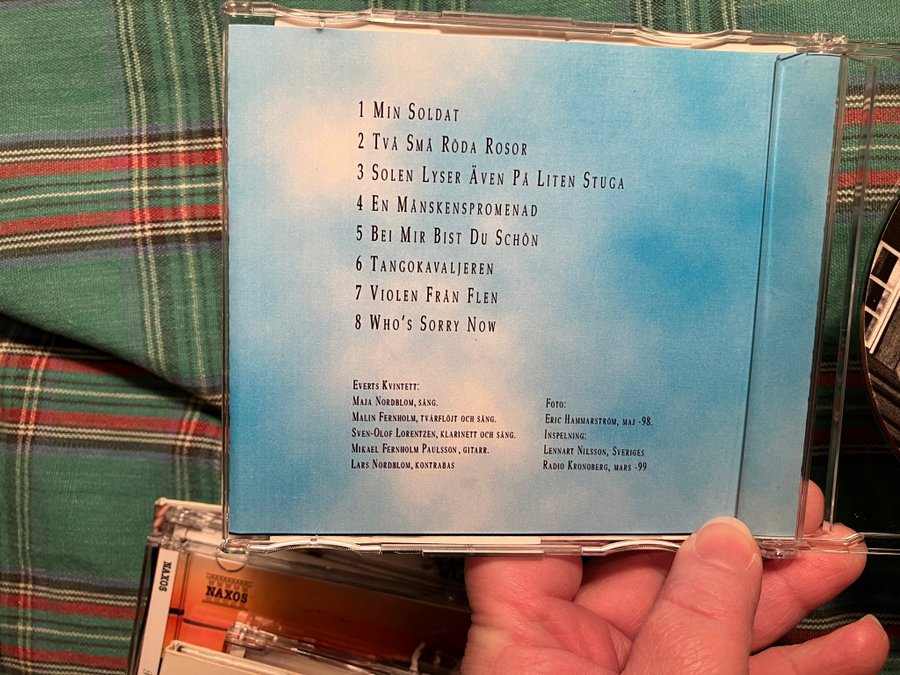 1 MIN SOLDAT
2 TVÅ SMÅ RÖDA ROSOR
3 SOLEN LYSER ÄVEN PÅ LITEN STUGA
4 EN MÅNSKENSPROMENAD
5 BEI MIR BIST DU SCHÖN
6 TANGOKAVALJEREN
7 VIOLEN FRÅN FLEN
8 WHO'S SORRY NOW
EVERTS KVINTETT:
MAJA NORDBLOM, SÅNG.
MALIN FERNHOLM, TVÄRFLÖJT OCH SÅNG.
SVEN-OLOF LORENTZEN, KLARINETT OCH SÅNG.
MIKAEL FERNHOLM PAULSSON, GITARR.
LARS NORDBLOM, KONTRABAS
FOTO:
ERIC HAMMARSTRÖM, MAJ -98.
INSPELNING:
LENNART NILSSON, SVERIGES
RADIO KRONOBERG, MARS -99
NAXOS
NAXOS